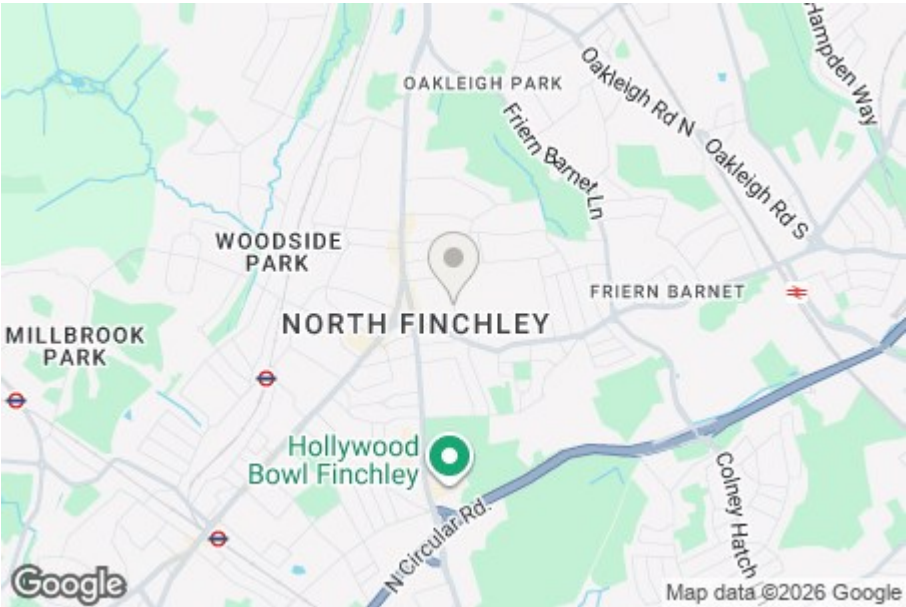 Hampden Way
OAKLEIGH PARK
Oakleigh Rd N
Friern Barnet Ln
Oakleigh Rd S
WOODSIDE
PARK
FRIERN BARNET
NORTH FINCHLEY
MILLBROOK
PARK
Hollywood
Bowl Finchley
Colney Hatch
N Circular Rd.
Google
Map data ©2026 Google